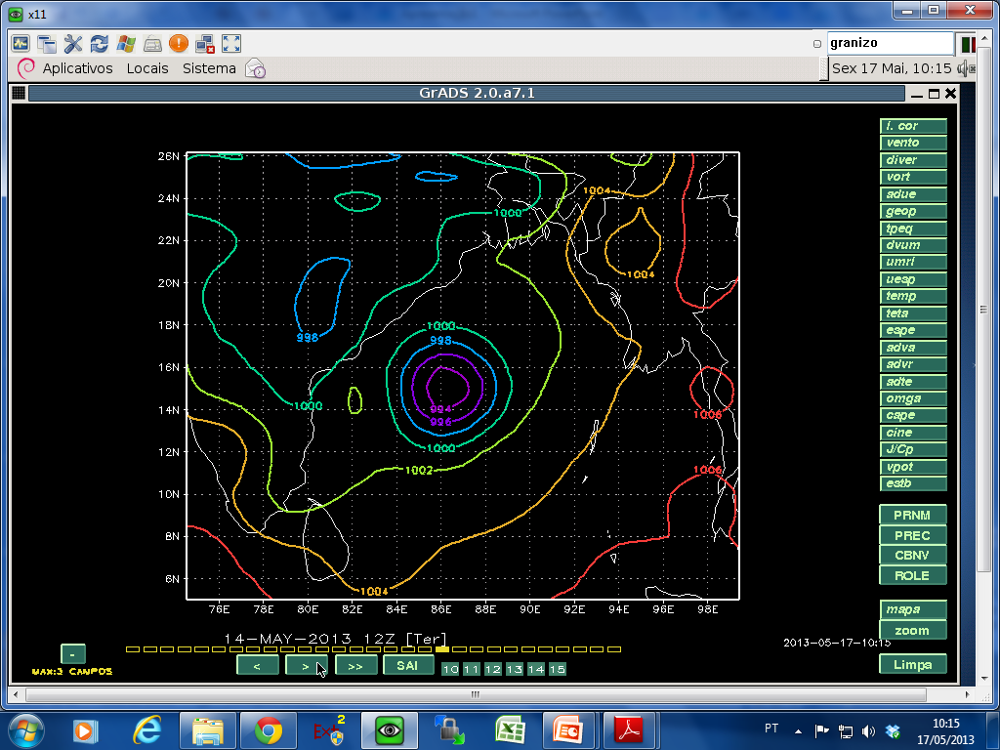 x11
granizo
Aplicativos Locais Sistema
Sex 17 Mai, 10:15
GrADS 2.0.a7.1
26N
24N
22N
20N
18N
16N
14N
12N
10N
8N
6N
76E 78E 80E 82E 84E 86E 88E 90E 92E 94E 96E 98E
1004
1000
1004
998
1000
998
1000
994
996
1000
1002
1006
1006
1004
l. cor
vento
diver
vort
adue
geop
tpeq
dvum
umrl
uesp
temp
teta
espe
adva
advr
adte
omga
cape
cine
J/Cp
vpot
estb
PRNM
PREC
CBNV
ROLE
mapa
zoom
Limpa
14-MAY-2013 12Z [Ter]
2013-05-17-10:15
-
MAX:3 CAMPOS
< > >> SAI 10 11 12 13 14 15
Ext2
PT
10:15
17/05/2013